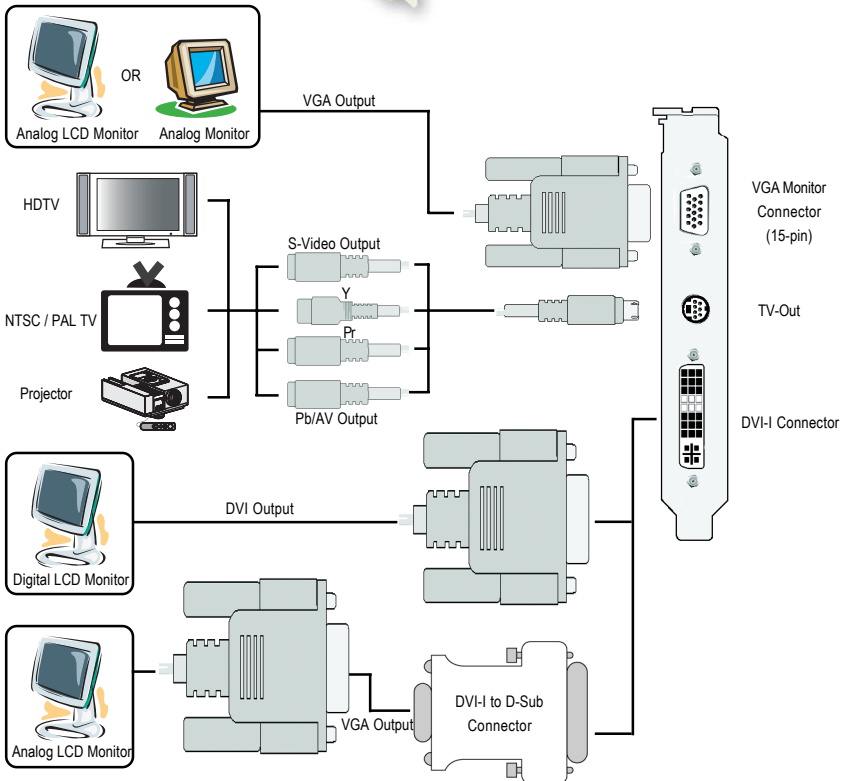 OR
Analog LCD Monitor
Analog Monitor
VGA Output
VGA Monitor
Connector
(15-pin)
HDTV
S-Video Output
Y
NTSC / PAL TV
TV-Out
Pr
Projector
Pb/AV Output
DVI-I Connector
DVI Output
Digital LCD Monitor
DVI-I to D-Sub
Connector
VGA Output
Analog LCD Monitor